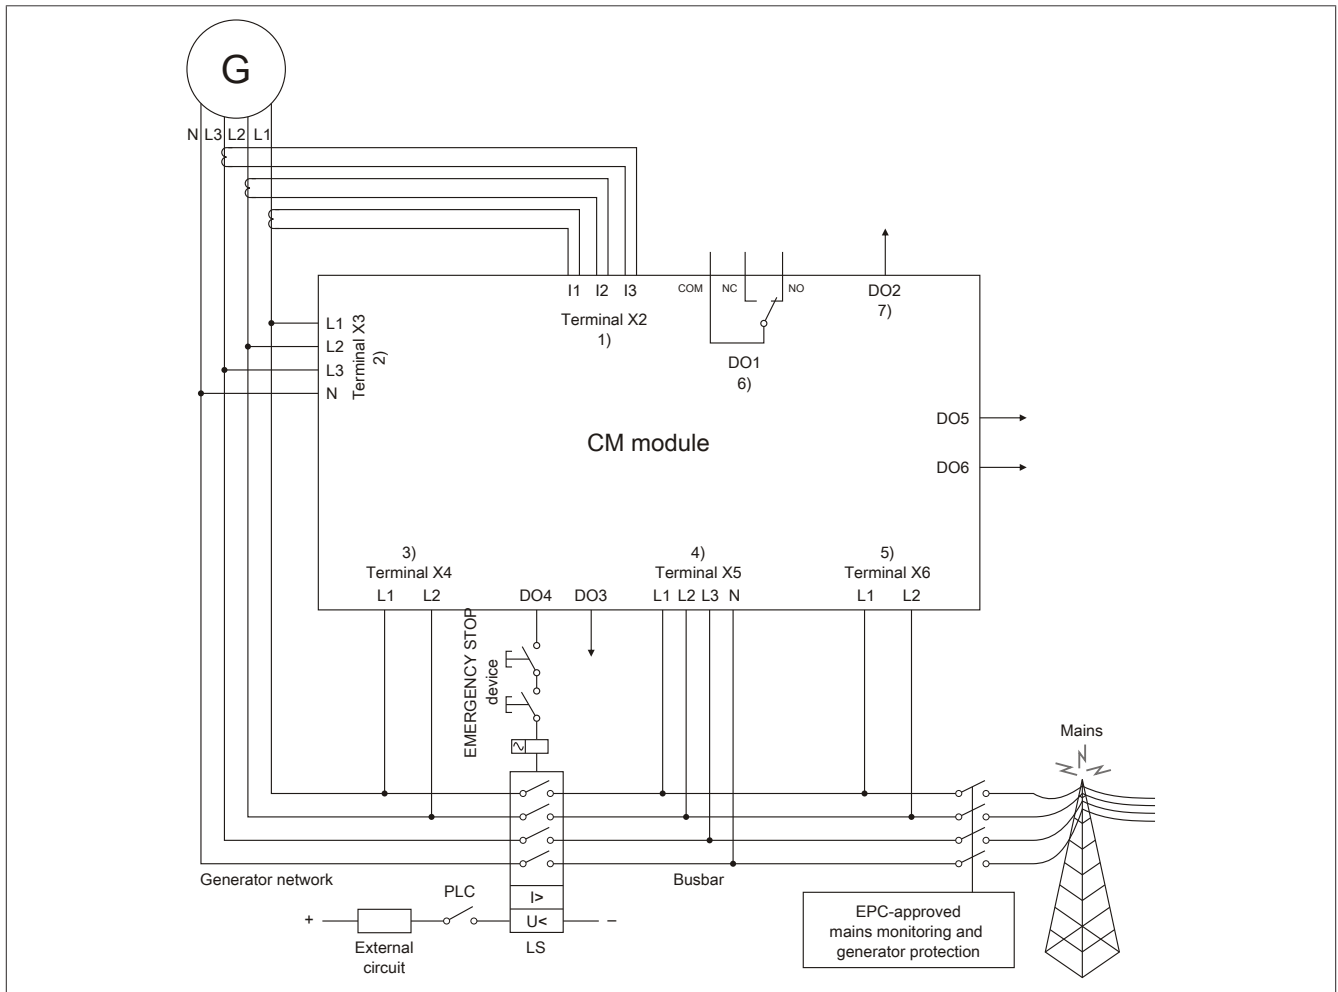 G
N L3 L2 L1
I1 I2 I3
Terminal X2
1)
COM NC NO
DO1
6)
DO2
7)
L1
L2
L3
N
Terminal X3
2)
DO5
DO6
CM module
3)
Terminal X4
L1 L2
DO4 DO3
4)
Terminal X5
L1 L2 L3 N
5)
Terminal X6
L1 L2
EMERGENCY STOP
device
Mains
Generator network
Busbar
PLC
I>
U<
LS
+
–
External
circuit
EPC-approved
mains monitoring and
generator protection